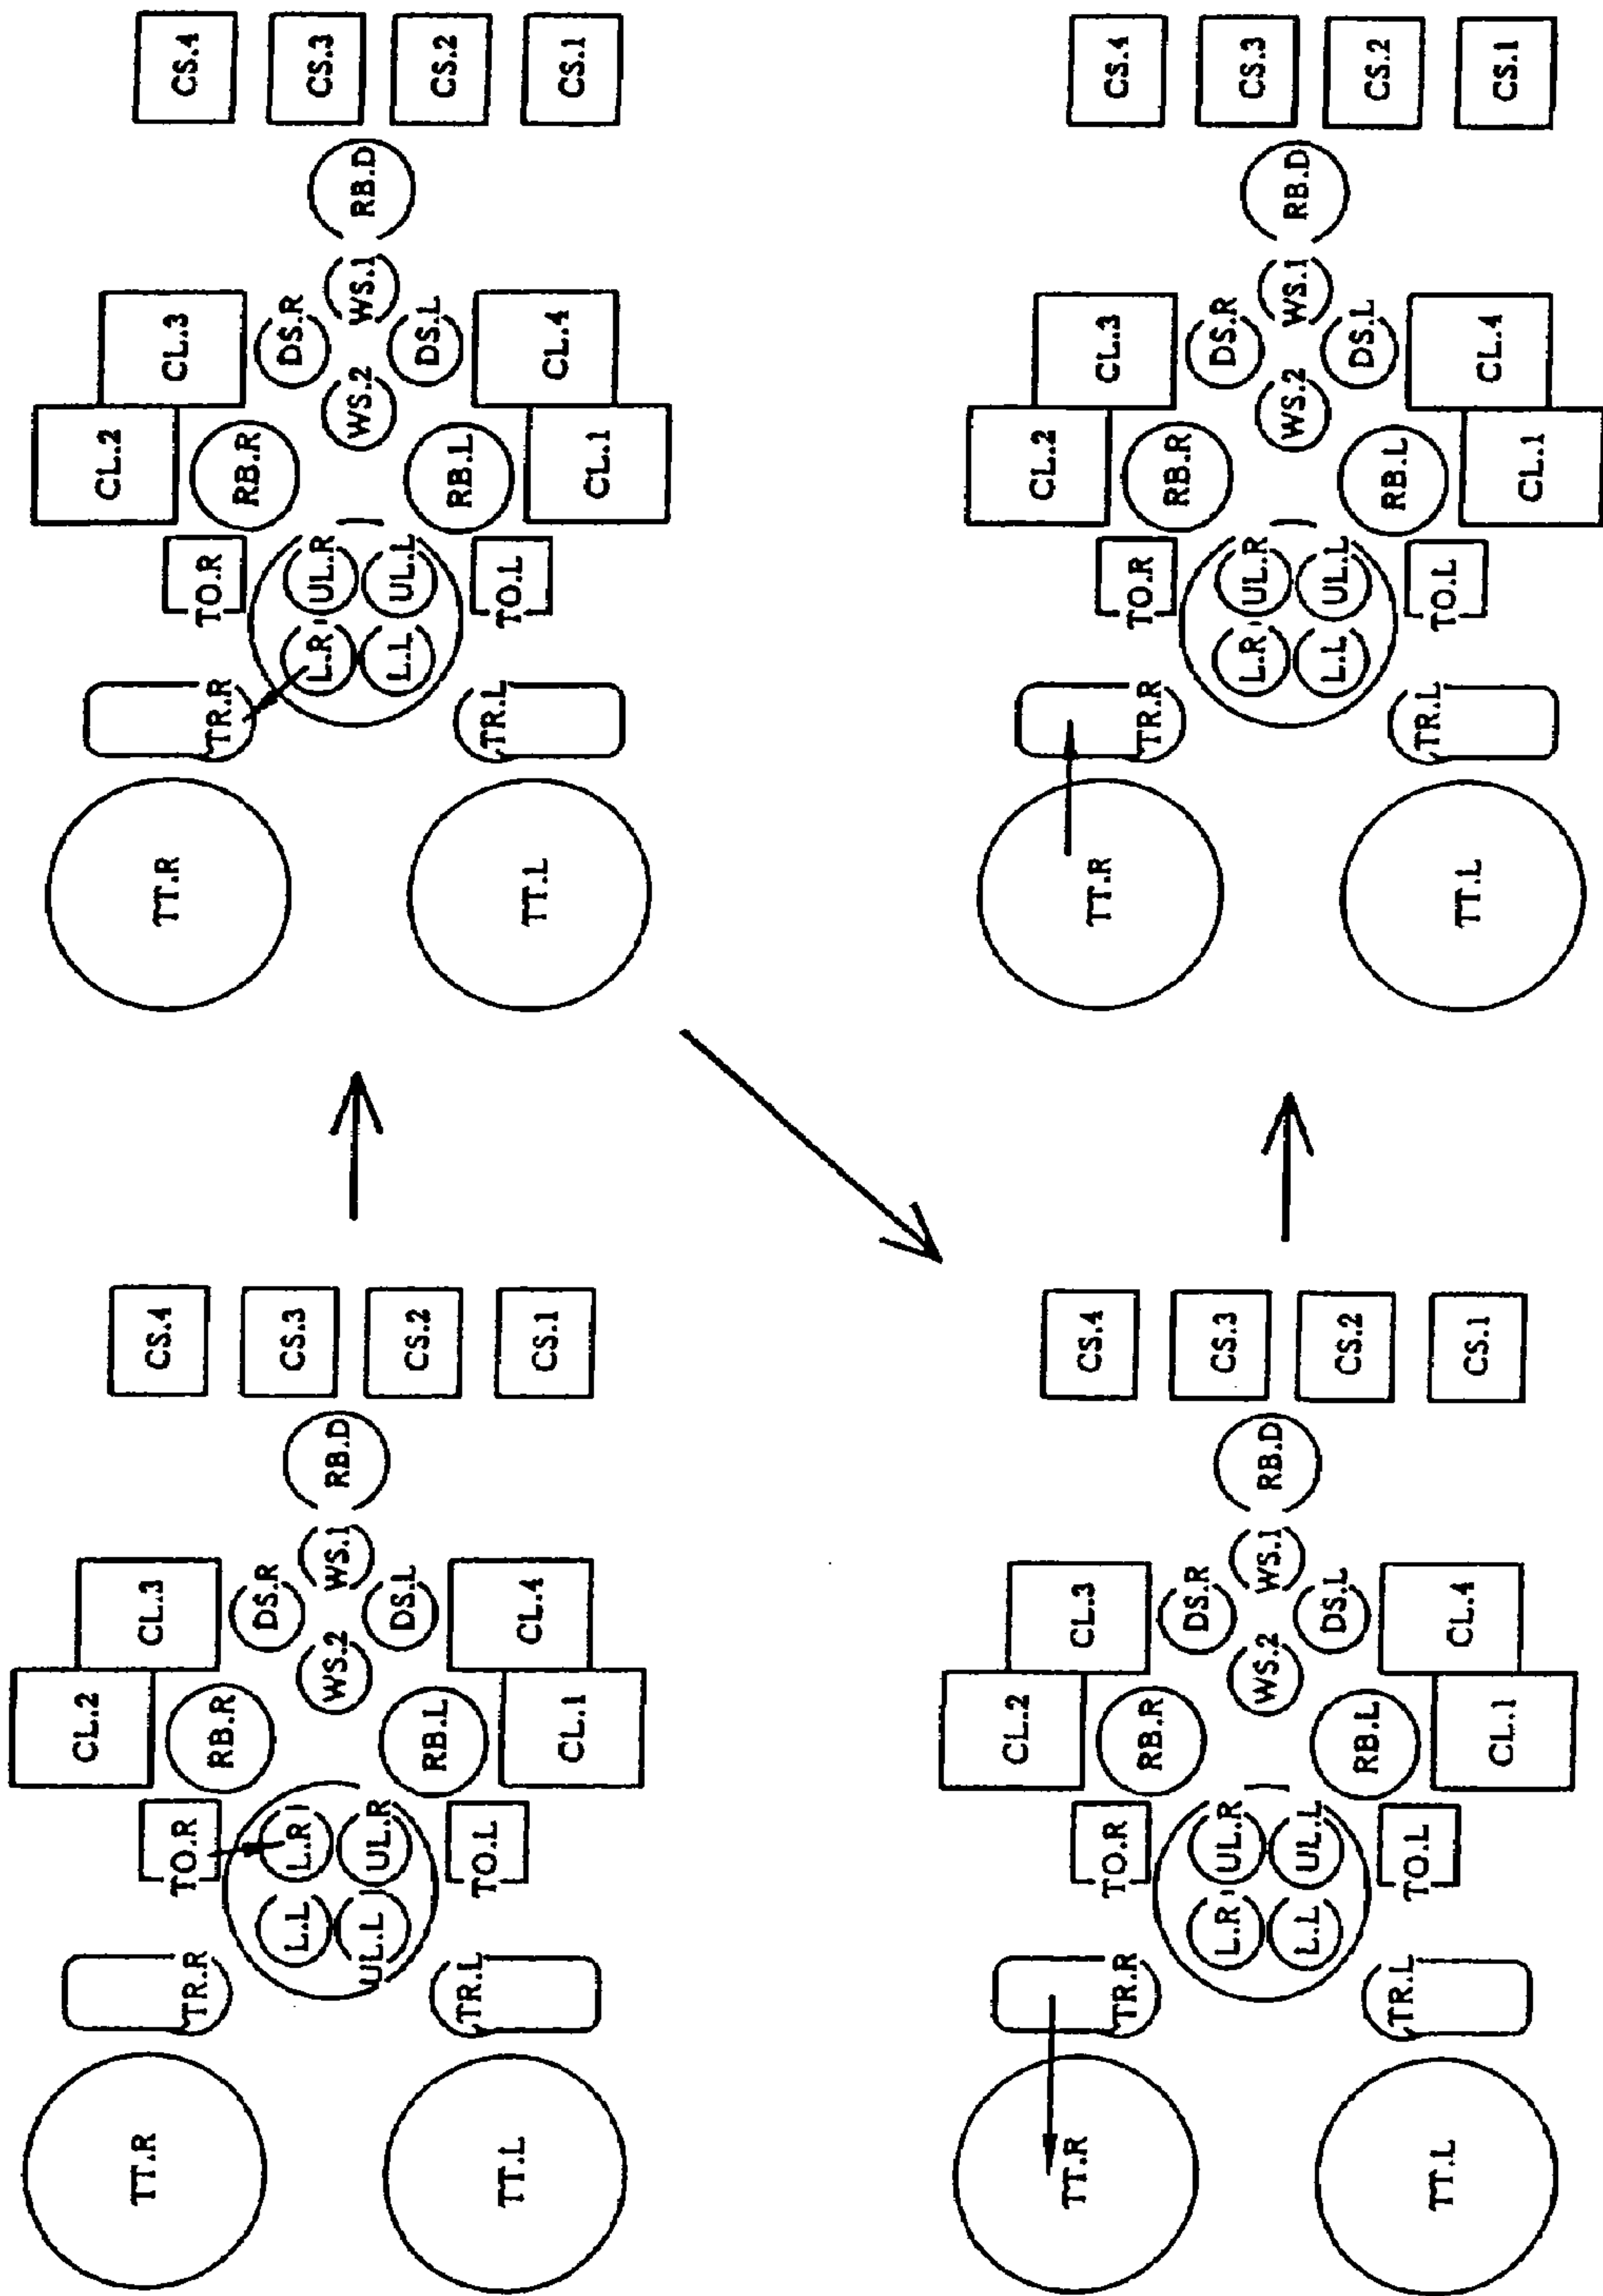 CL.2
CL.3
TT.R
CS.4
TO.R
TR.R
RB.R
DS.R
CS.3
L.L
L.R
WS.2
WS.1
RB.D
UL.L
UL.R
DS.L
CS.2
RB.L
TR.L
TO.L
TT.L
CL.4
CS.1
CL.1
CL.2
CL.3
TT.R
CS.4
TO.R
TR.R
RB.R
DS.R
CS.3
L.R
UL.R
WS.2
WS.1
RB.D
L.L
UL.L
DS.L
CS.2
RB.L
TR.L
TO.L
TT.L
CL.4
CS.1
CL.1
CL.2
CL.3
TT.R
CS.4
TO.R
TR.R
RB.R
DS.R
CS.3
L.R
UL.R
WS.2
WS.1
RB.D
L.L
UL.L
DS.L
CS.2
RB.L
TR.L
TO.L
TT.L
CL.4
CS.1
CL.1
CL.2
CL.3
TT.R
CS.4
TO.R
TR.R
RB.R
DS.R
CS.3
L.R
UL.R
WS.2
WS.1
RB.D
L.L
UL.L
DS.L
CS.2
RB.L
TR.L
TO.L
TT.L
CL.4
CS.1
CL.1